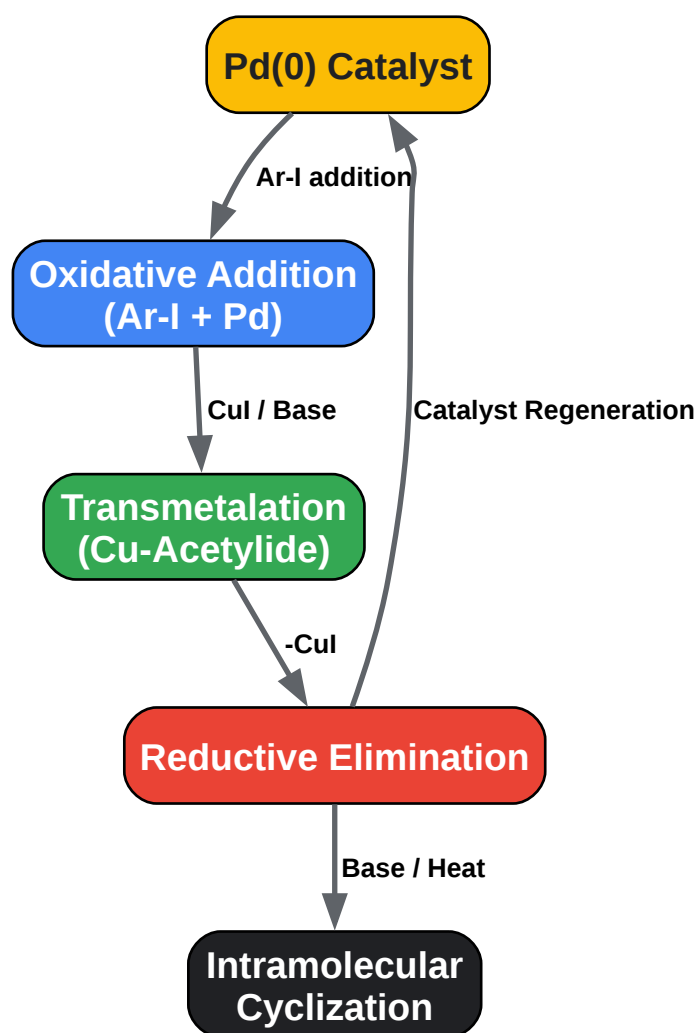 Pd(0) Catalyst
Ar-I addition
Oxidative Addition
(Ar-I + Pd)
CuI / Base
Catalyst Regeneration
Transmetalation
(Cu-Acetylide)
-CuI
Reductive Elimination
Base / Heat
Intramolecular
Cyclization